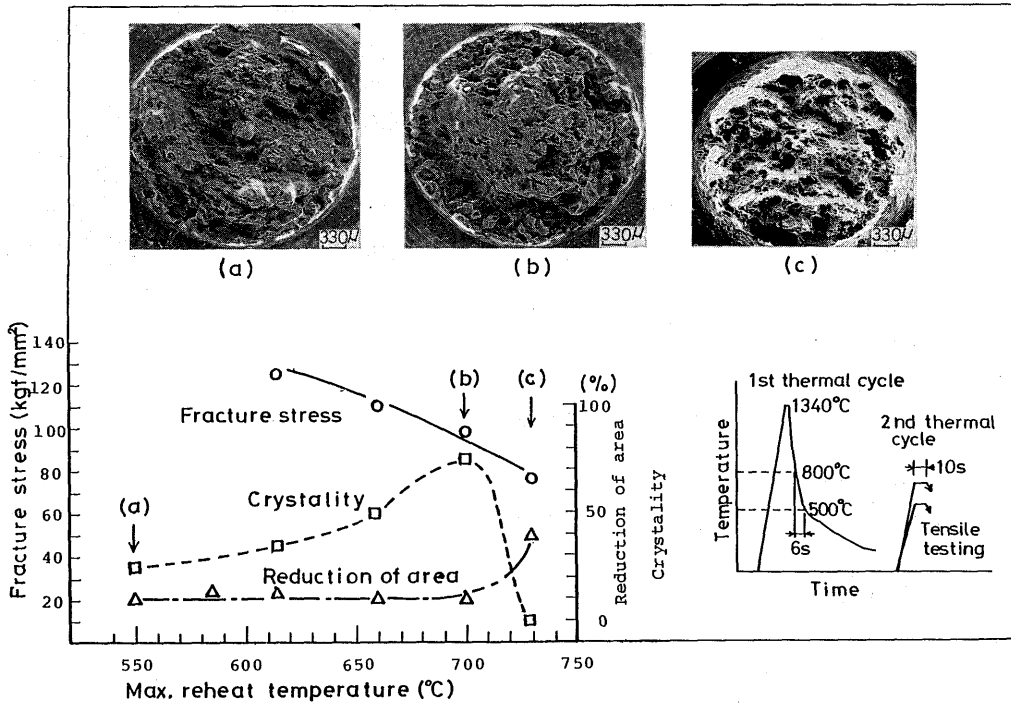 330μ
330μ
330μ
(a)
(b)
(c)
Fracture stress (kgf/mm²)
140
120
100
80
60
40
20
(a)
(b)
(c)
Fracture stress
Crystality
Reduction of area
(%)
100
50
0
Reduction of area
Crystality
550
600
650
700
750
Max. reheat temperature (°C)
1st thermal cycle
1340°C
2nd thermal
cycle
10s
800°C
500°C
6s
Tensile
testing
Temperature
Time